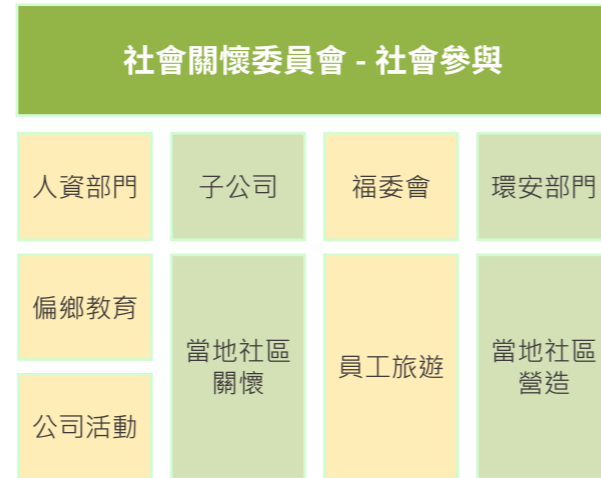 社會關懷委員會 - 社會參與
人資部門
子公司
福委會
環安部門
偏鄉教育
當地社區
關懷
員工旅遊
當地社區
營造
公司活動